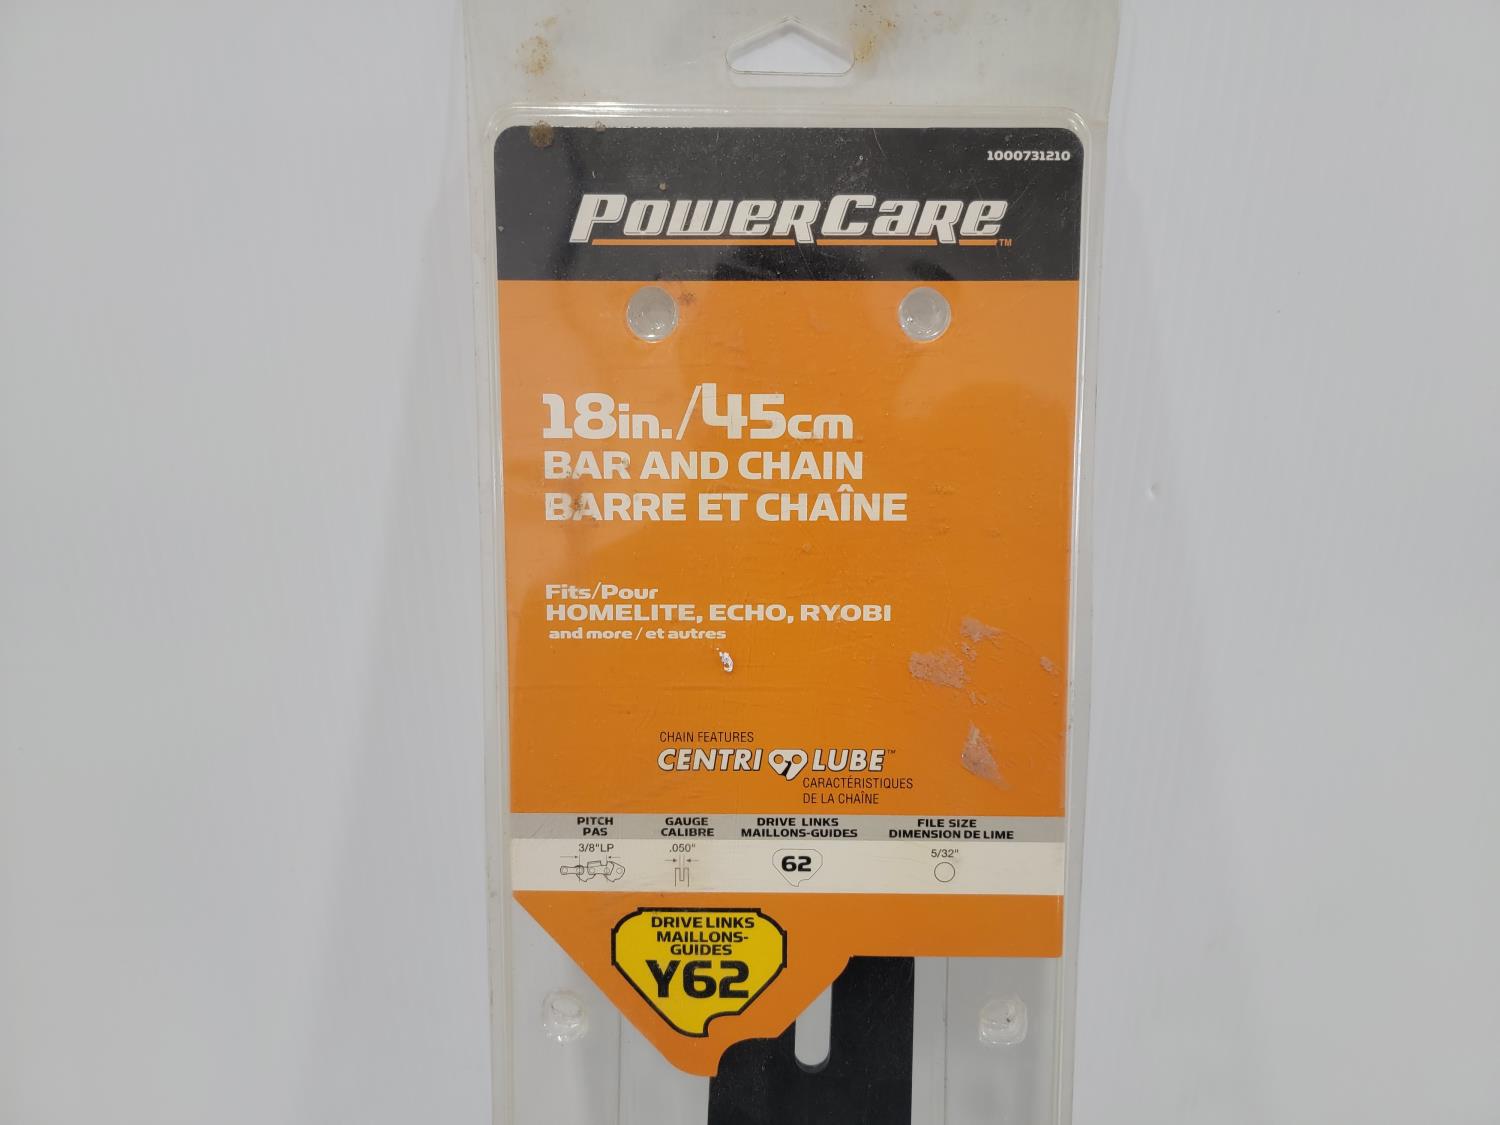 1000731210
POWERCARE™
18in./45cm
BAR AND CHAIN
BARRE ET CHAÎNE
Fits/Pour
HOMELITE, ECHO, RYOBI
and more / et autres
CHAIN FEATURES
CENTRI LUBE™
CARACTÉRISTIQUES
DE LA CHAÎNE
PITCH GAUGE DRIVE LINKS FILE SIZE
PAS CALIBRE MAILLONS-GUIDES DIMENSION DE LIME
3/8"LP .050" 62 5/32"
DRIVE LINKS
MAILLONS-
GUIDES
Y62